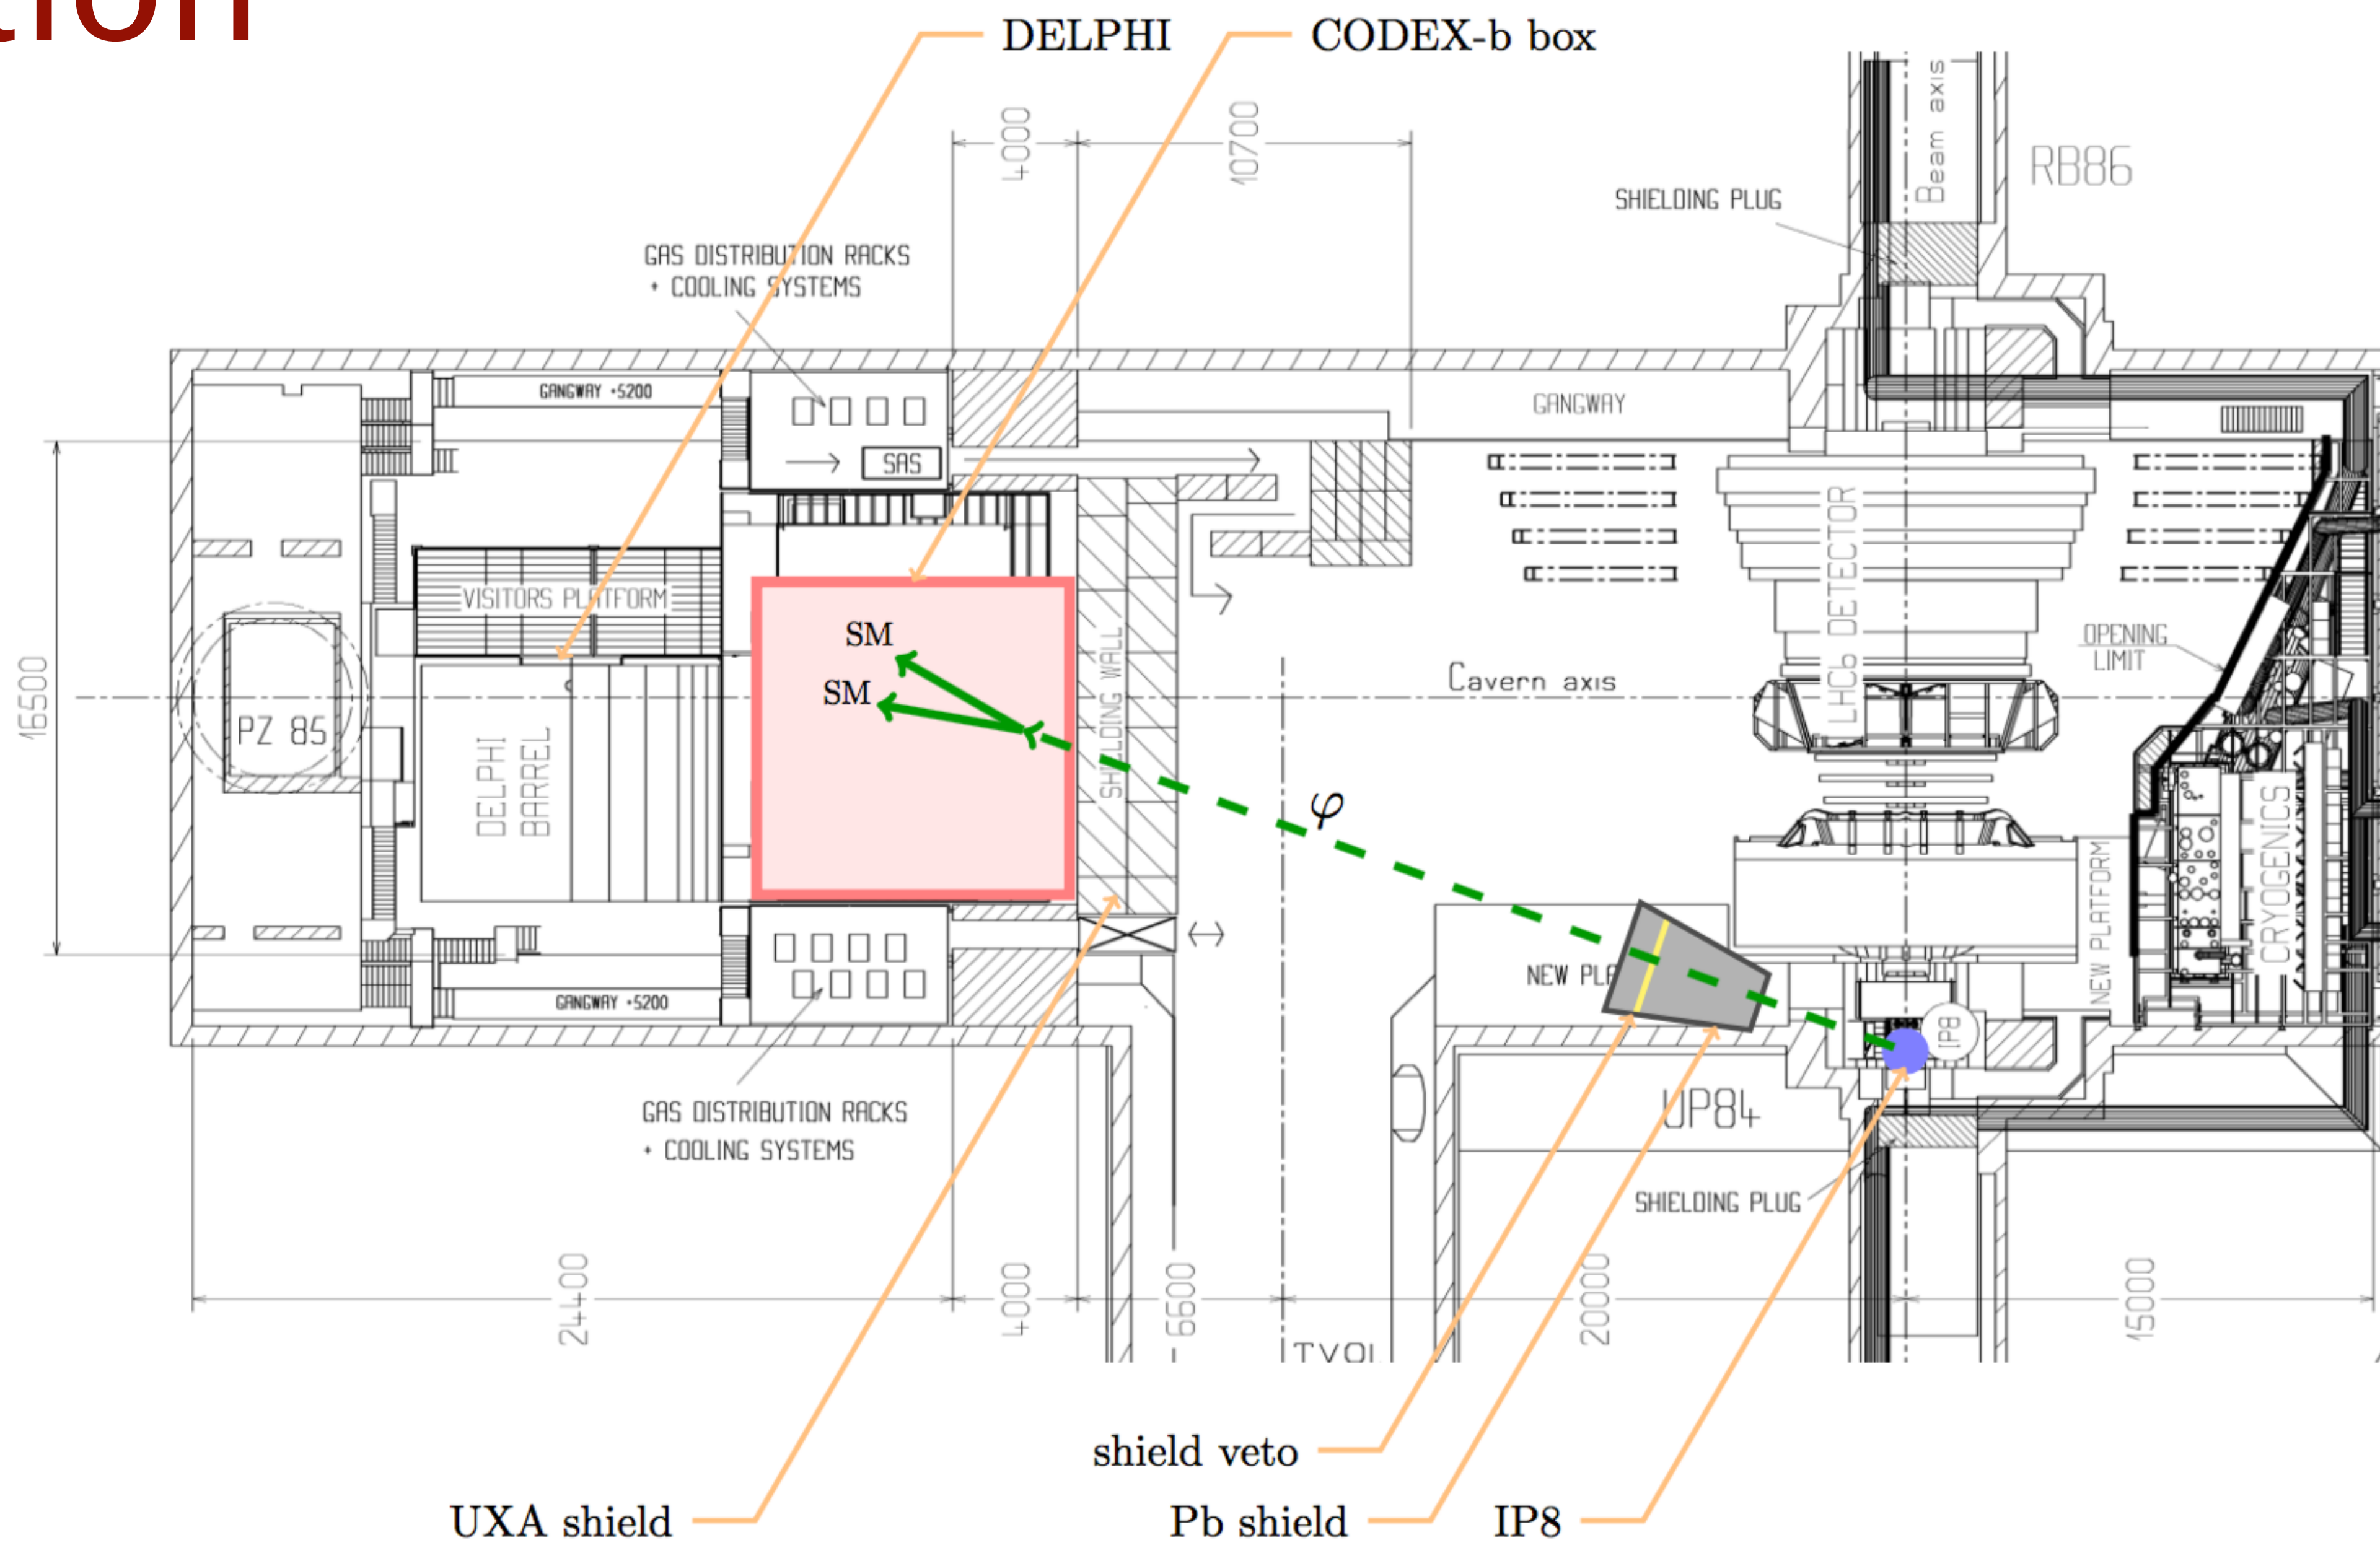 DELPHI
CODEX-b box
4000
10700
Beam axis
RB86
SHIELDING PLUG
GAS DISTRIBUTION RACKS
+ COOLING SYSTEMS
GANGWAY +5200
GANGWAY
SAS
LHCb DETECTOR
VISITORS PLATFORM
SM
SM
SHIELDING WALL
OPENING
LIMIT
Cavern axis
16500
PZ 85
DELPHI
BARREL
φ
CRYOGENICS
NEW PLATFORM
NEW
IP8
GANGWAY +5200
GAS DISTRIBUTION RACKS
+ COOLING SYSTEMS
UP84
SHIELDING PLUG
24400
4000
6600
20000
15000
shield veto
UXA shield
Pb shield
IP8